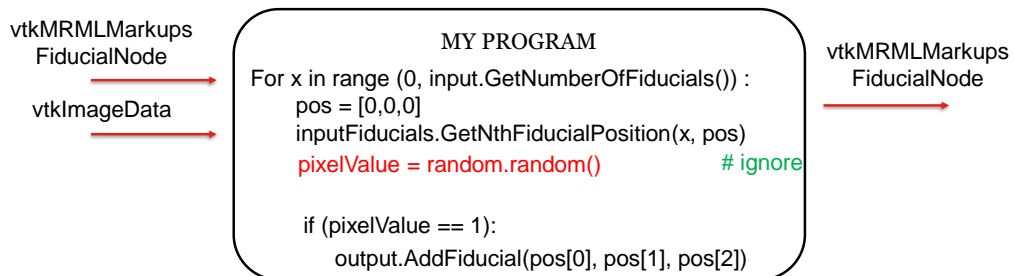 vtkMRMLMarkups
FiducialNode
vtkImageData
MY PROGRAM
For x in range (0, input.GetNumberOfFiducials()) :
pos = [0,0,0]
inputFiducials.GetNthFiducialPosition(x, pos)
pixelValue = random.random() # ignore
if (pixelValue == 1):
output.AddFiducial(pos[0], pos[1], pos[2])
vtkMRMLMarkups
FiducialNode